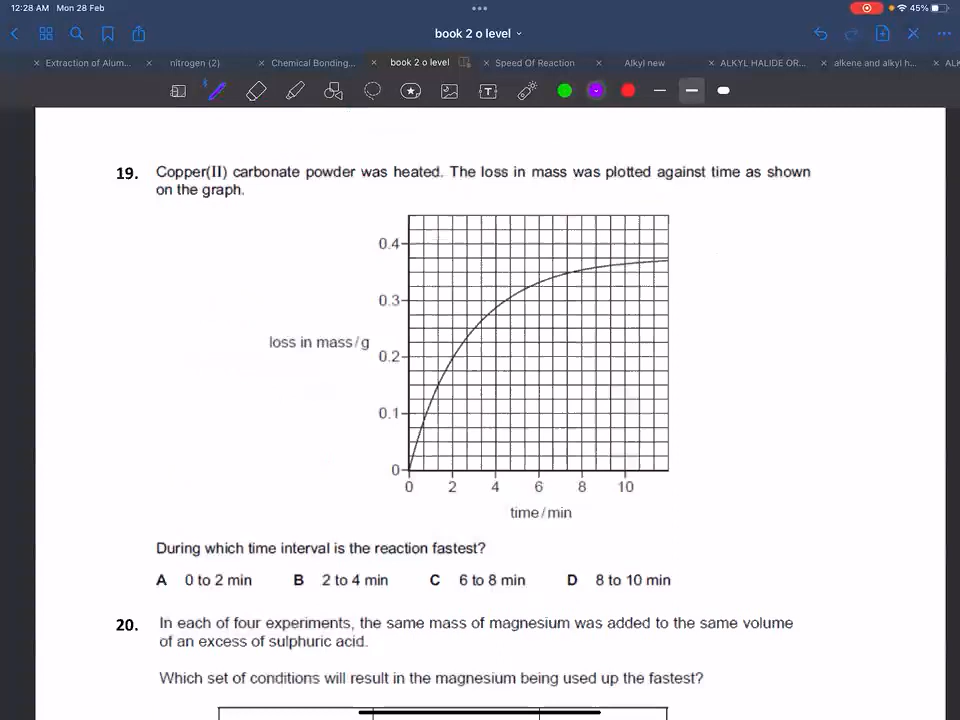 12:28 AM Mon 28 Feb
45%
book 2 o level
Extraction of Alum...
nitrogen (2)
Chemical Bonding...
book 2 o level
Speed Of Reaction
Alkyl new
ALKYL HALIDE OR...
alkene and alkyl h...
ALK
19. Copper(II) carbonate powder was heated. The loss in mass was plotted against time as shown
on the graph.
0.4
0.3
loss in mass/g
0.2
0.1
0
0 2 4 6 8 10
time/min
During which time interval is the reaction fastest?
A 0 to 2 min B 2 to 4 min C 6 to 8 min D 8 to 10 min
20. In each of four experiments, the same mass of magnesium was added to the same volume
of an excess of sulphuric acid.
Which set of conditions will result in the magnesium being used up the fastest?